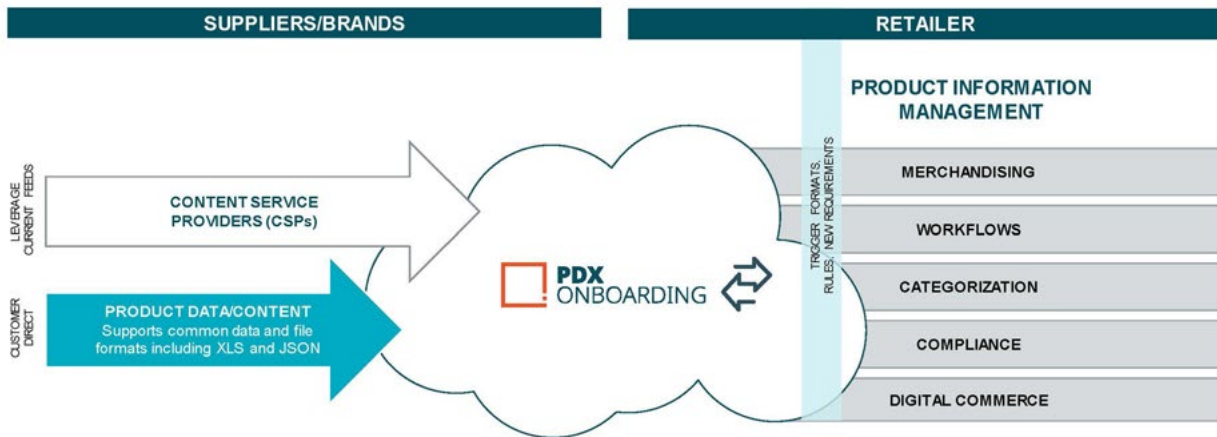 SUPPLIERS/BRANDS
RETAILER
PRODUCT INFORMATION
MANAGEMENT
LEVERAGE
CURRENT FEEDS
CONTENT SERVICE
PROVIDERS (CSPs)
CUSTOMER
DIRECT
PRODUCT DATA/CONTENT
Supports common data and file
formats including XLS and JSON
PDX
ONBOARDING
TRIGGER FORMATS,
RULES, NEW REQUIREMENTS
MERCHANDISING
WORKFLOWS
CATEGORIZATION
COMPLIANCE
DIGITAL COMMERCE